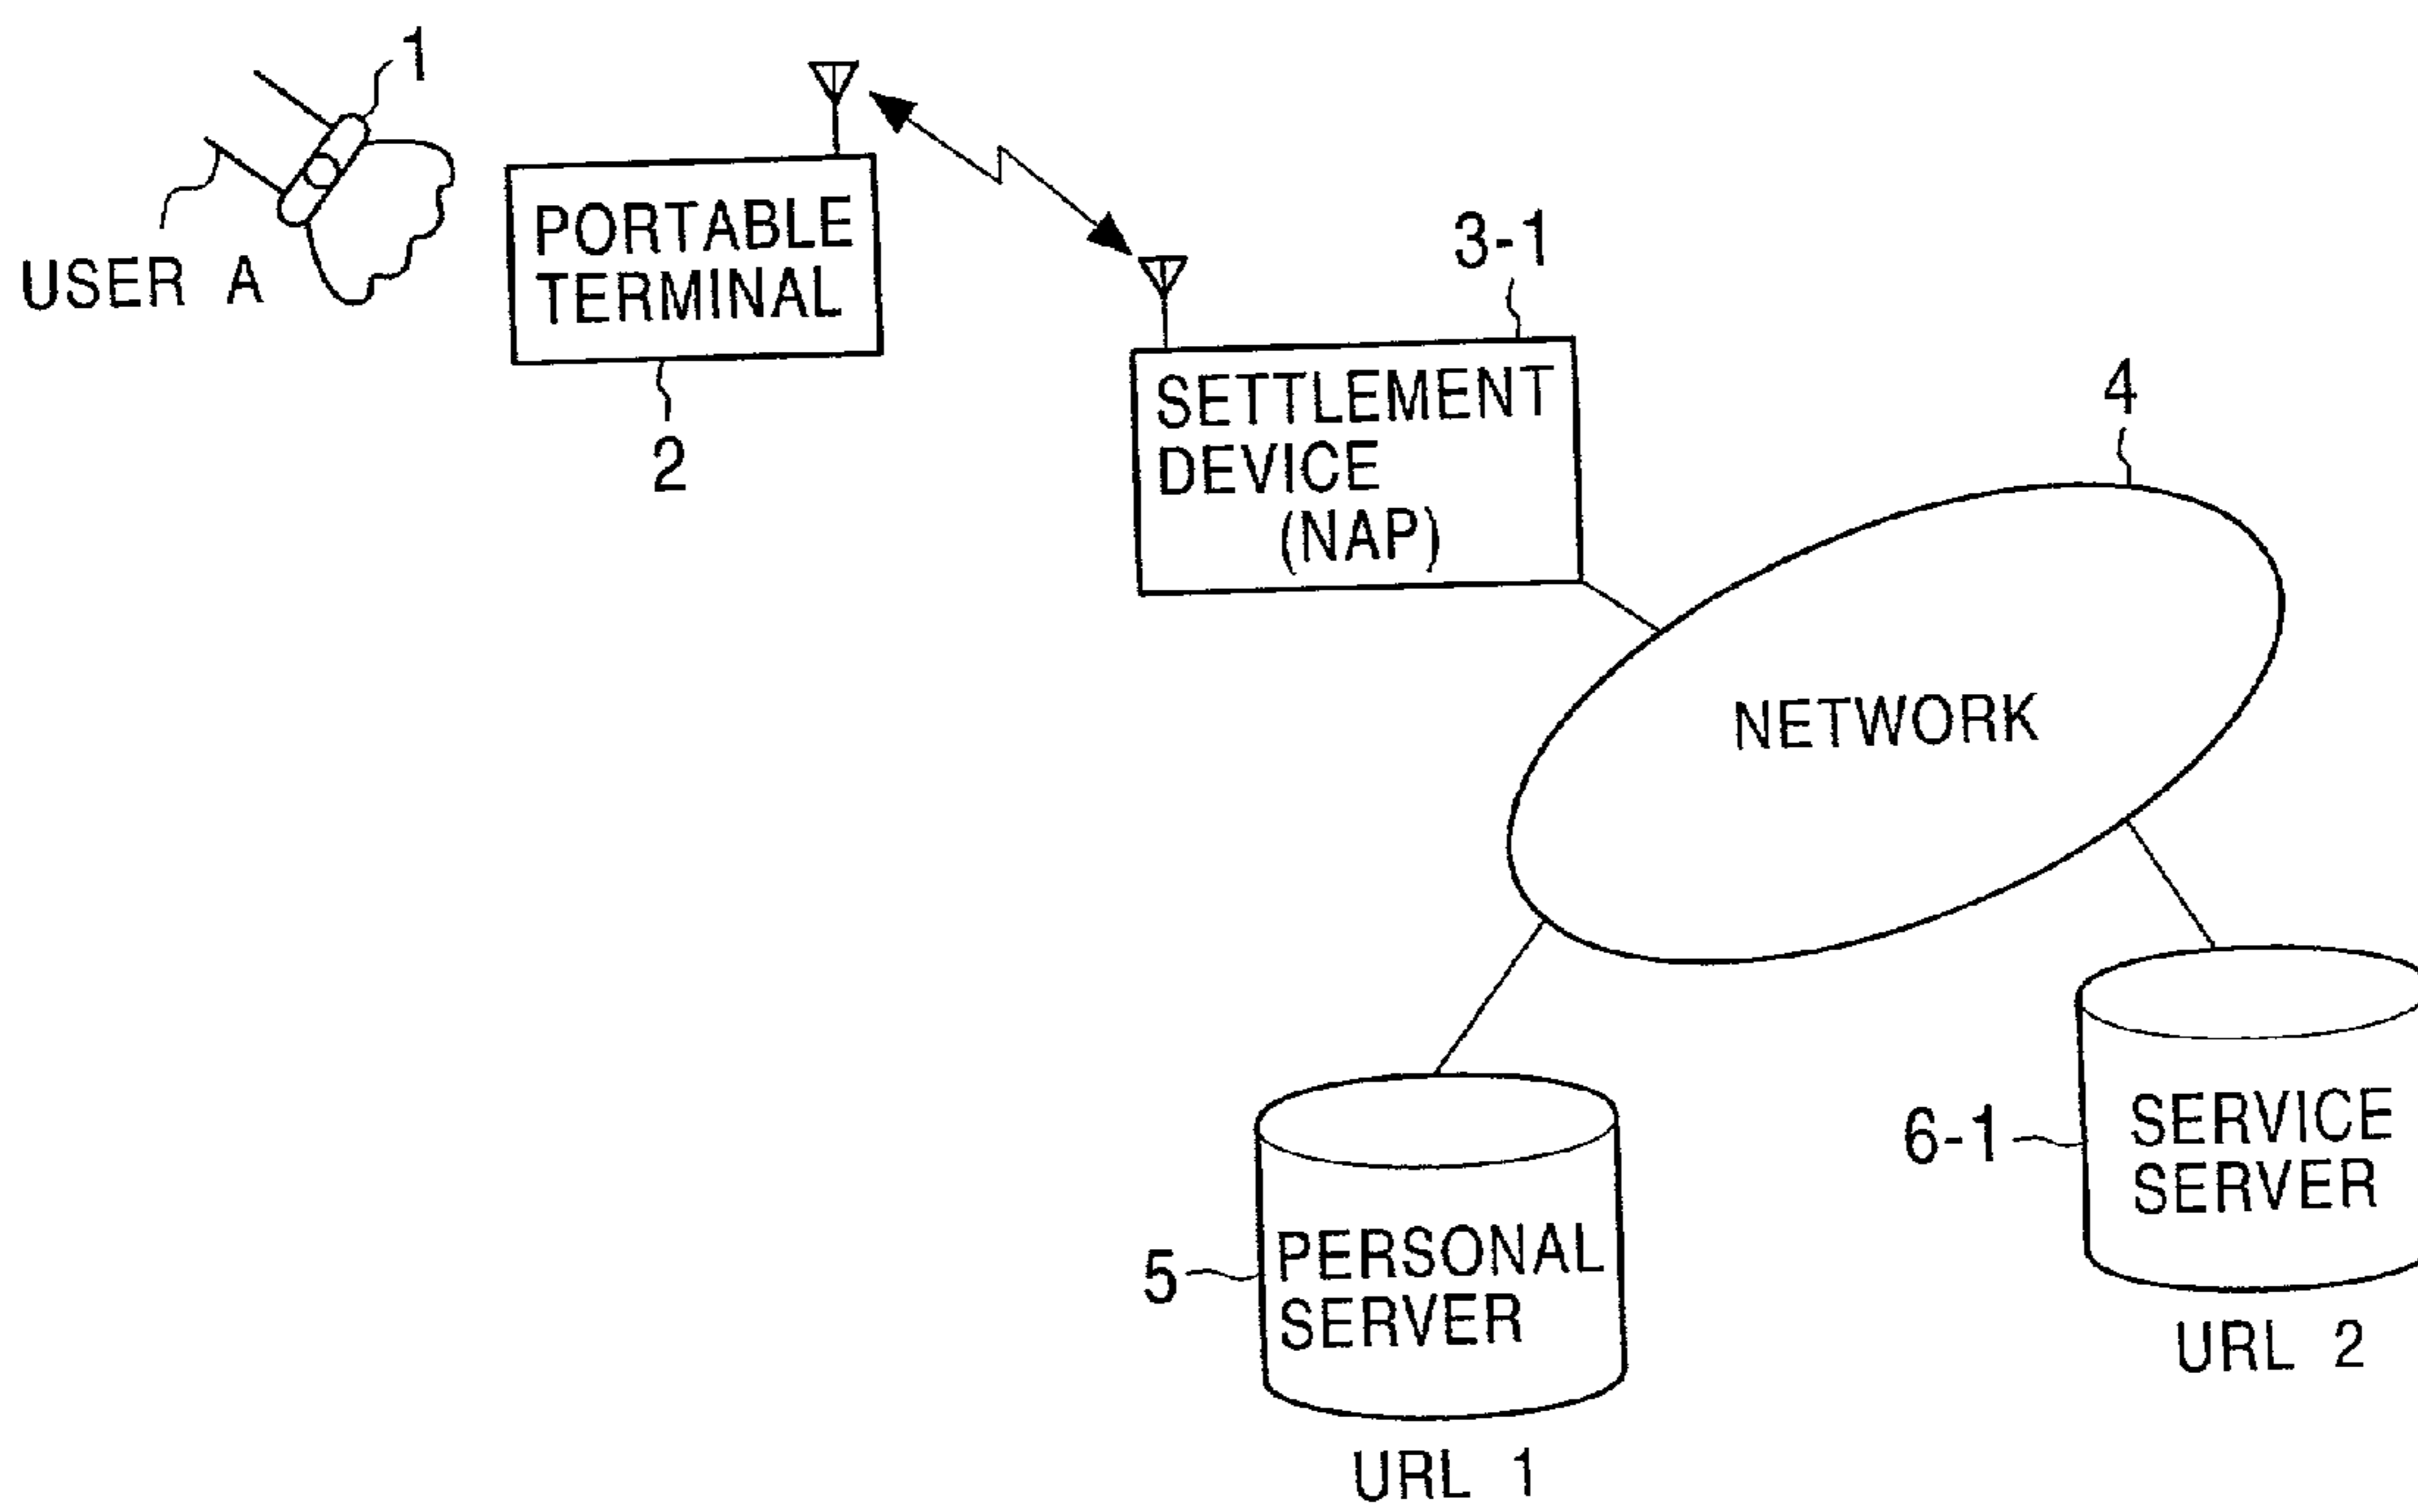 1
USER A
PORTABLE
TERMINAL
2
3-1
SETTLEMENT
DEVICE
(NAP)
4
NETWORK
5
PERSONAL
SERVER
URL 1
6-1
SERVICE
SERVER
URL 2